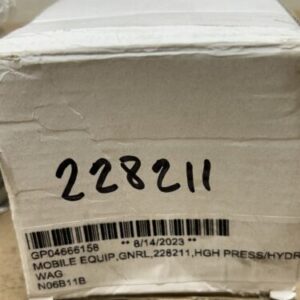 228211
GP04666158 ** 8/14/2023 **
MOBILE EQUIP,GNRL,228211,HGH PRESS/HYDR
WAG
N06B11B